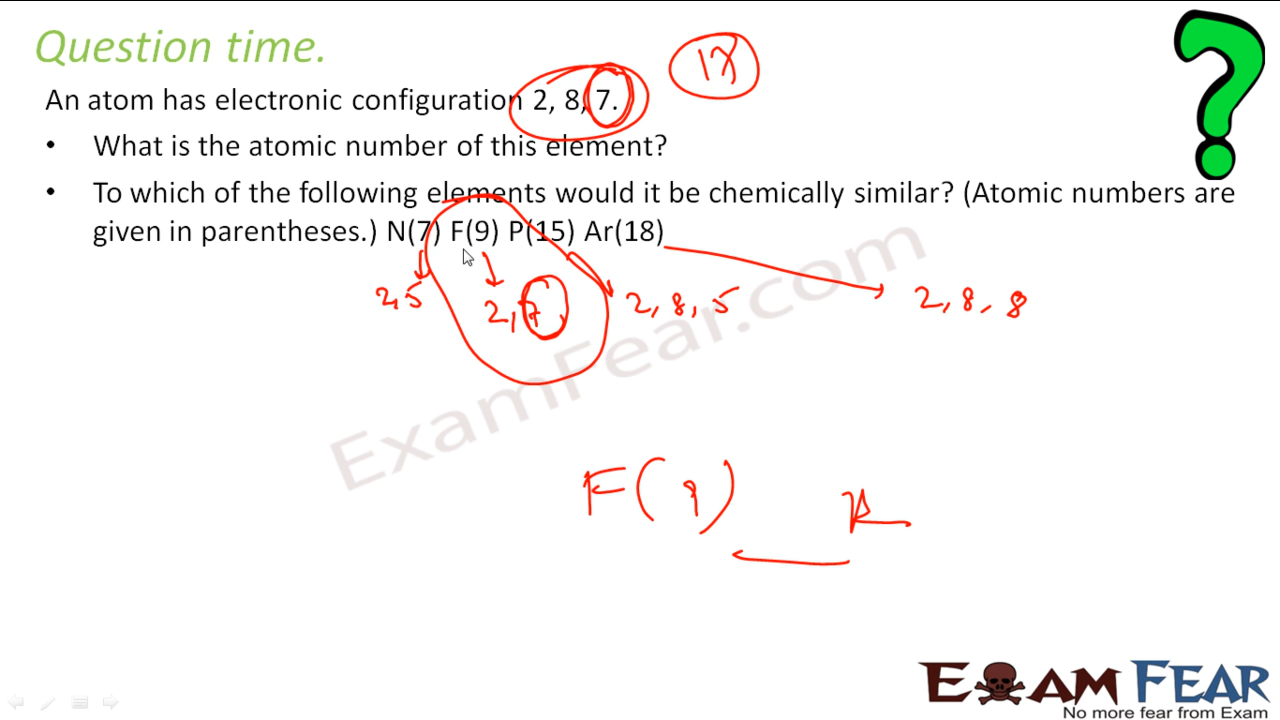 Question time.
17
An atom has electronic configuration 2, 8, 7.
• What is the atomic number of this element?
• To which of the following elements would it be chemically similar? (Atomic numbers are
given in parentheses.) N(7) F(9) P(15) Ar(18)
2,5 2,7 2, 8, 5 2, 8, 8
ExamFear.com
F(9)
EXAM FEAR
No more fear from Exam